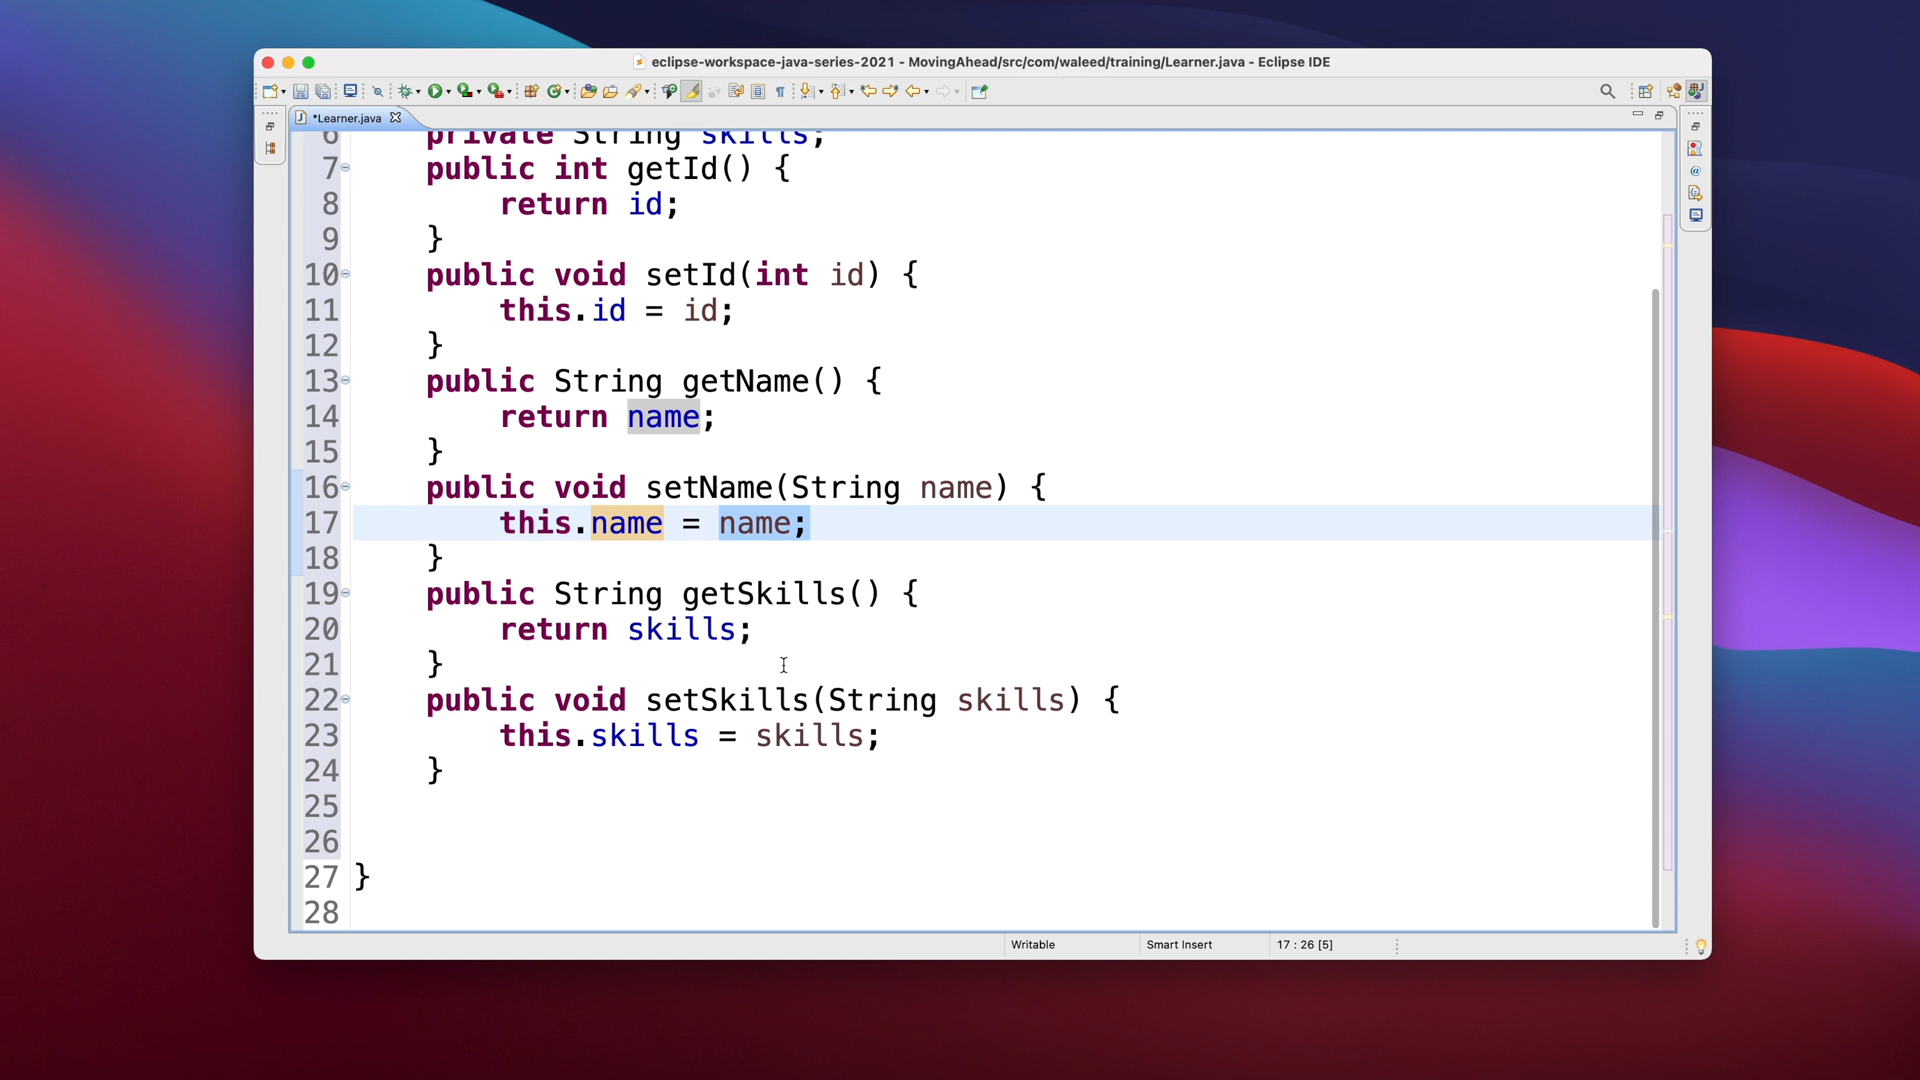 eclipse-workspace-java-series-2021 - MovingAhead/src/com/waleed/training/Learner.java - Eclipse IDE
*Learner.java
6 private String skills;
7 public int getId() {
8 return id;
9 }
10 public void setId(int id) {
11 this.id = id;
12 }
13 public String getName() {
14 return name;
15 }
16 public void setName(String name) {
17 this.name = name;
18 }
19 public String getSkills() {
20 return skills;
21 }
22 public void setSkills(String skills) {
23 this.skills = skills;
24 }
25
26
27 }
28
Writable Smart Insert 17 : 26 [5]